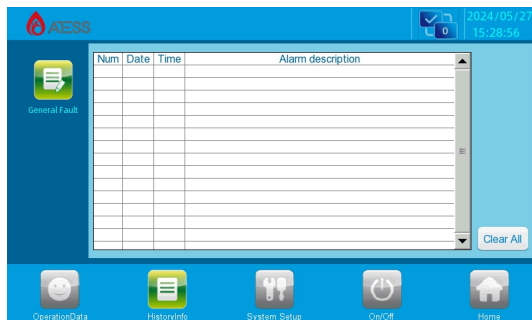 ATESS
0
2024/05/27
15:28:56
General Fault
Num Date Time Alarm description
Clear All
OperationData HistoryInfo System Setup On/Off Home